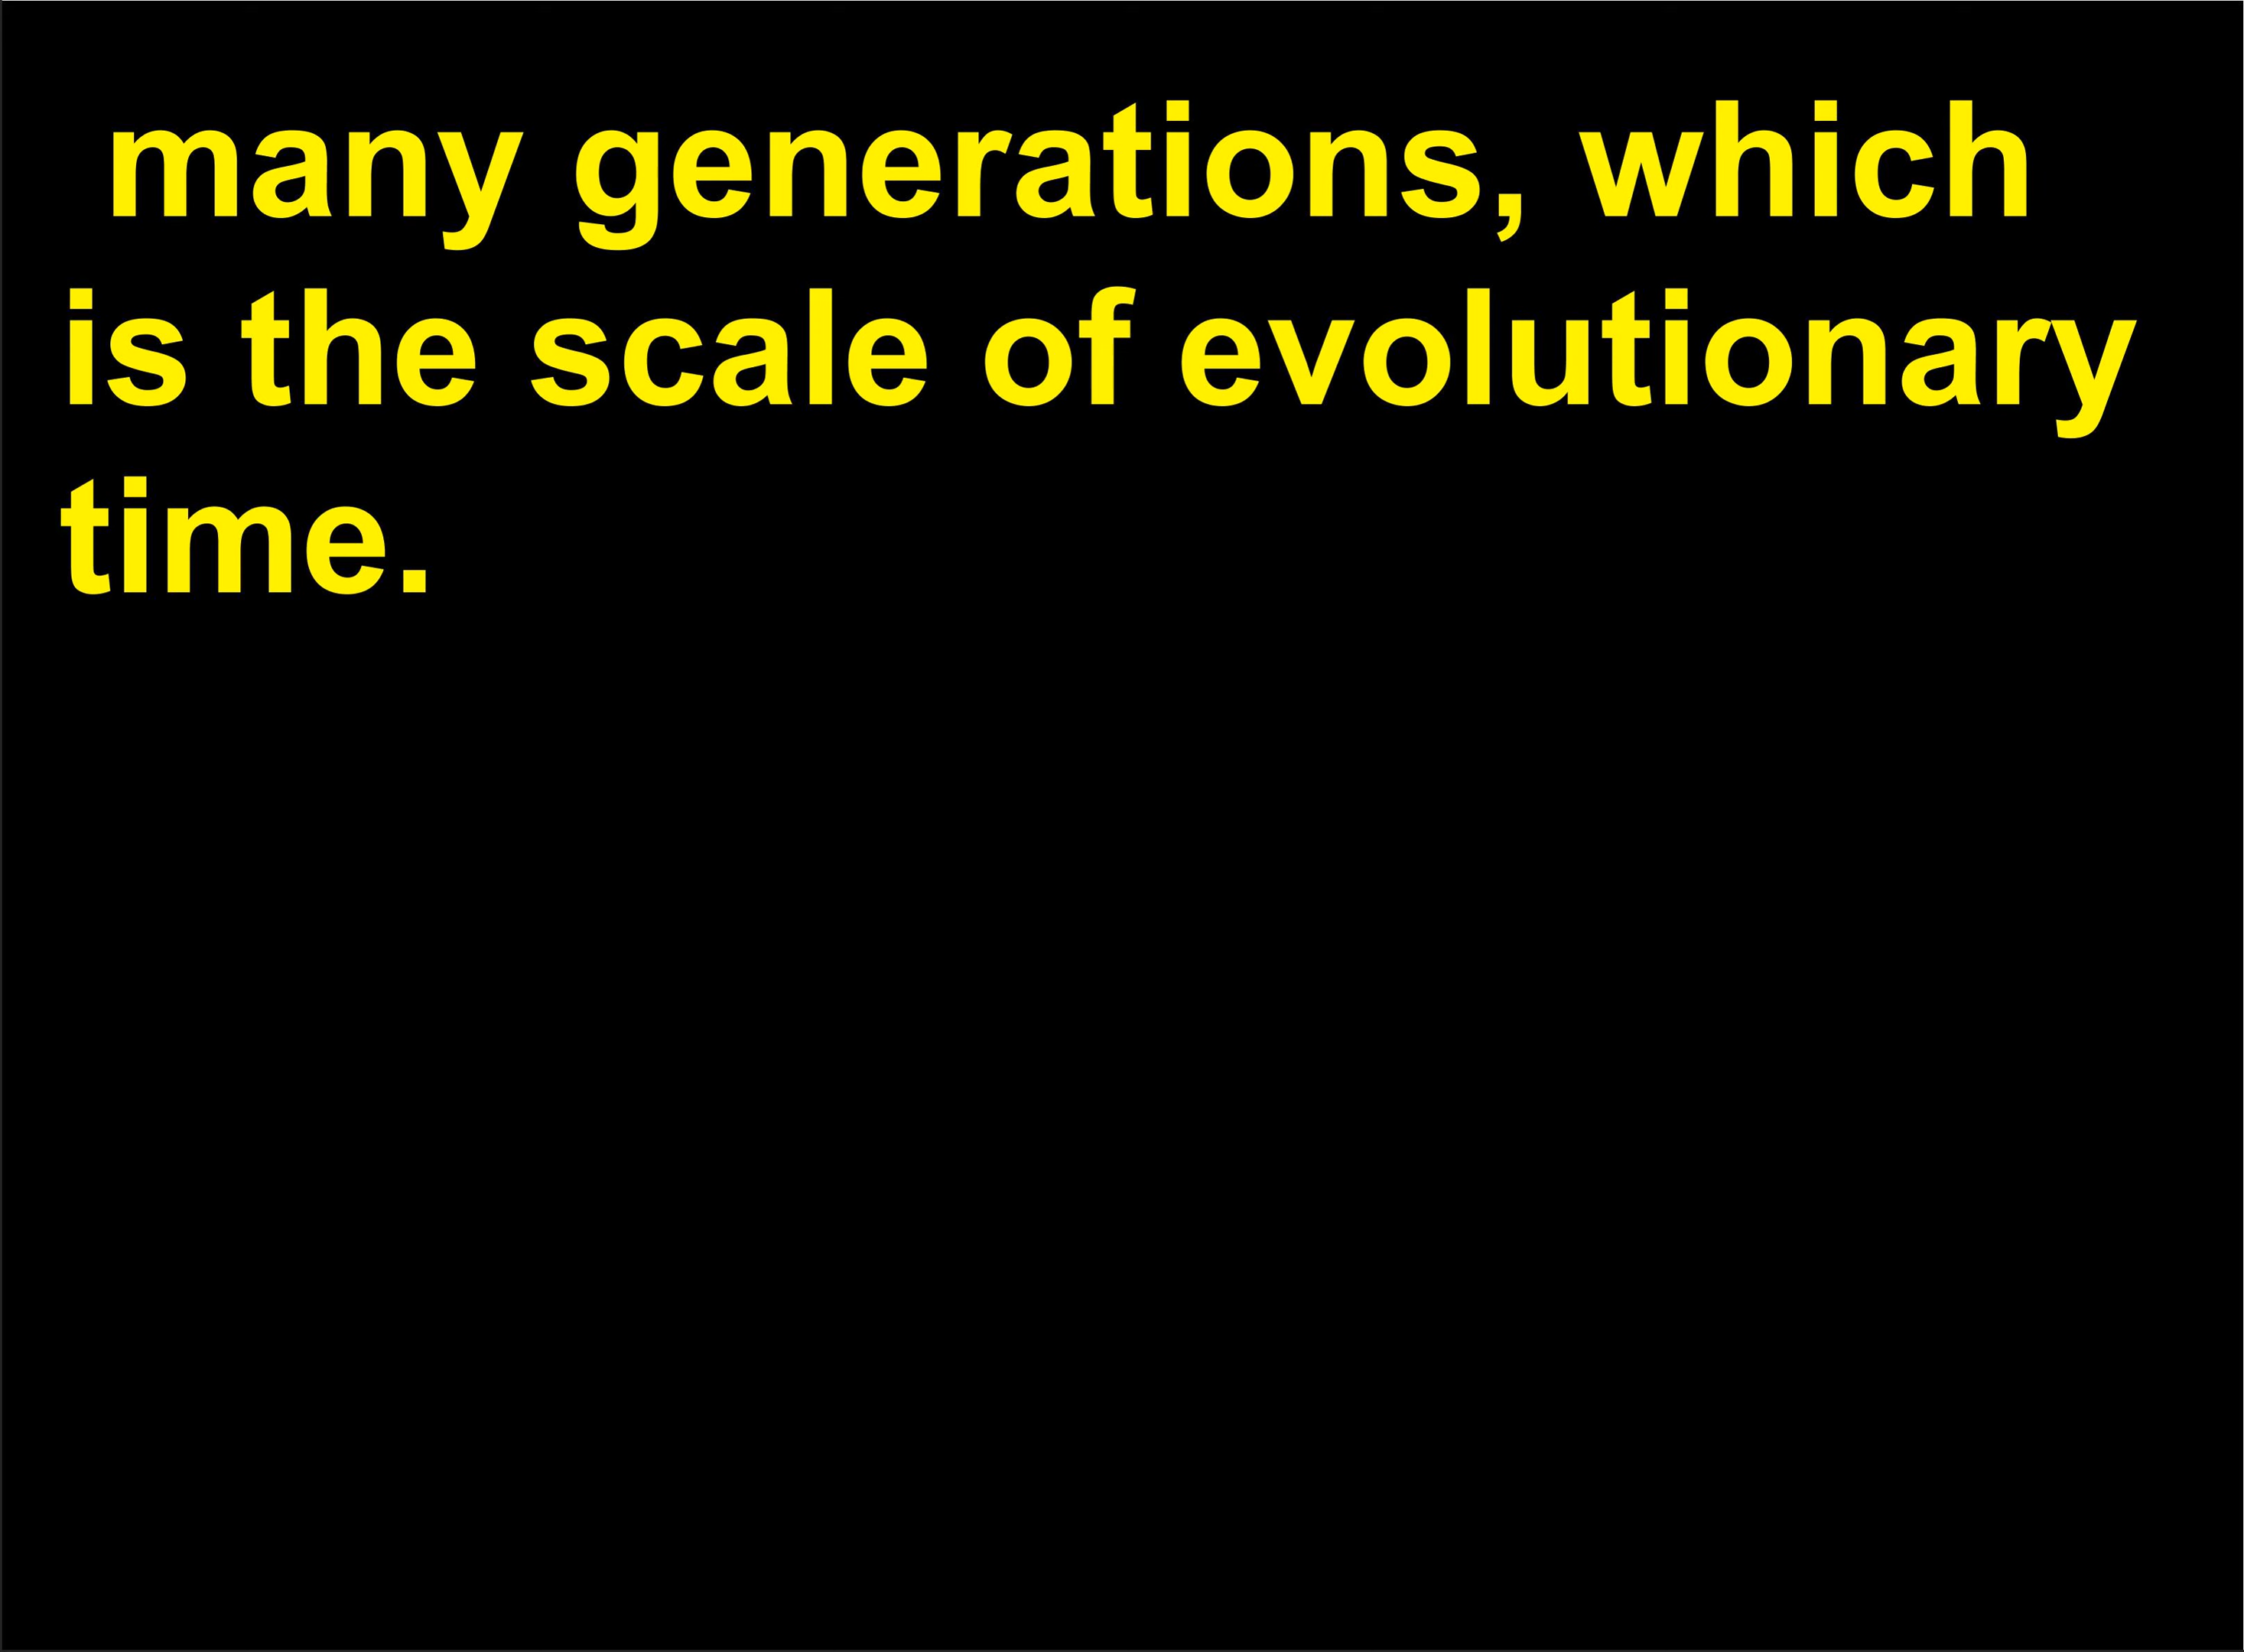 many generations, which
is the scale of evolutionary
time.